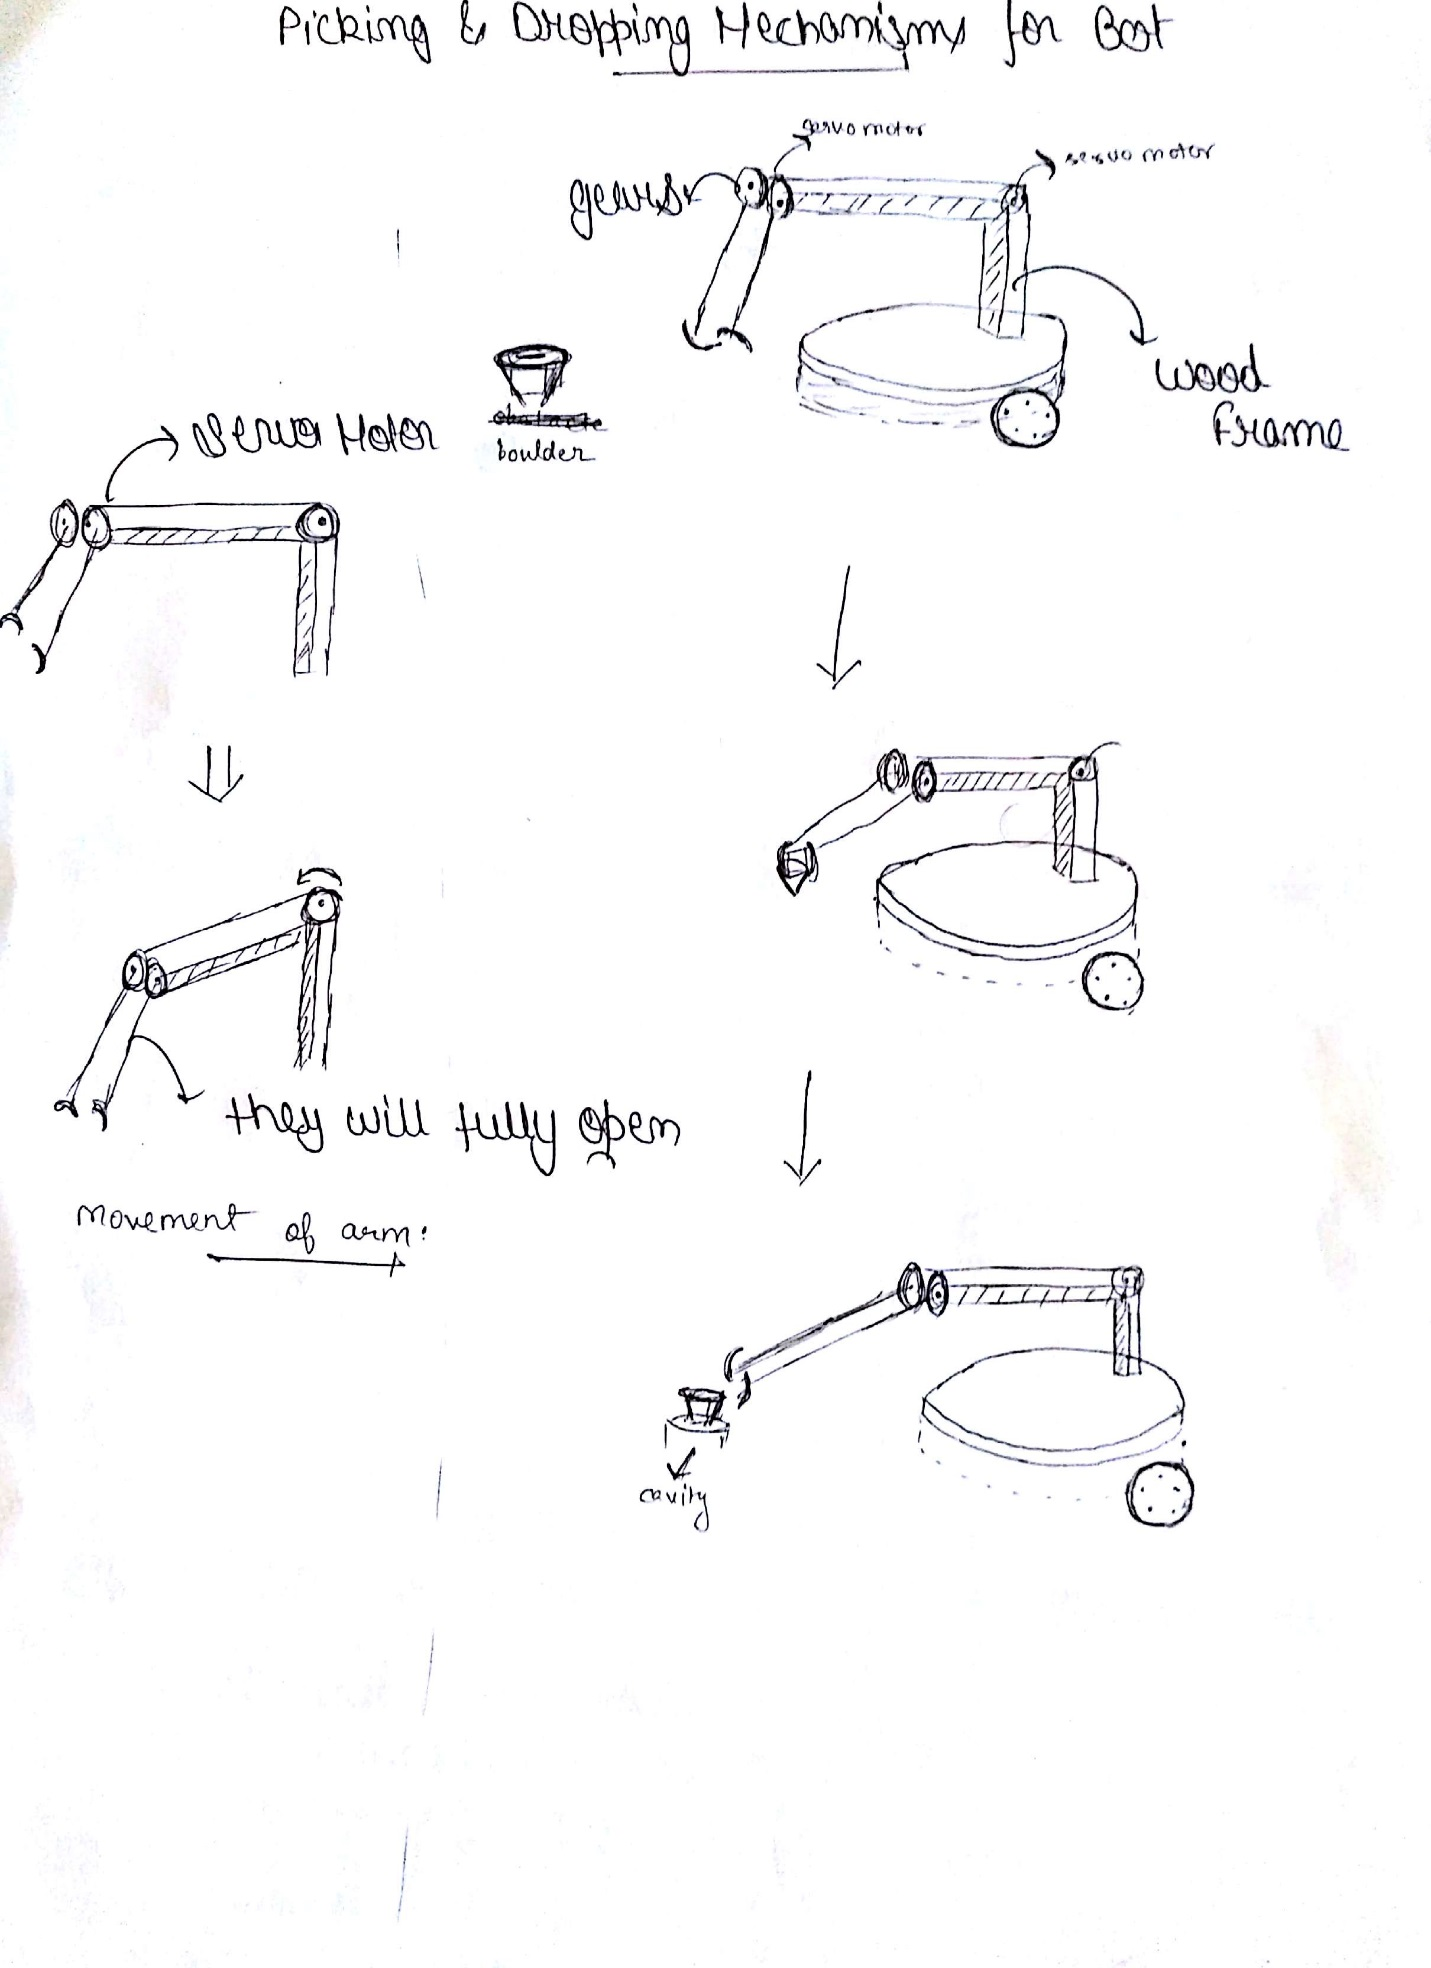 Picking & Dropping Mechanisms for Bot
servo motor
servo motor
gears
wood
Frame
boulder
Servo Motor
they will fully open
Movement of arm:
cavity